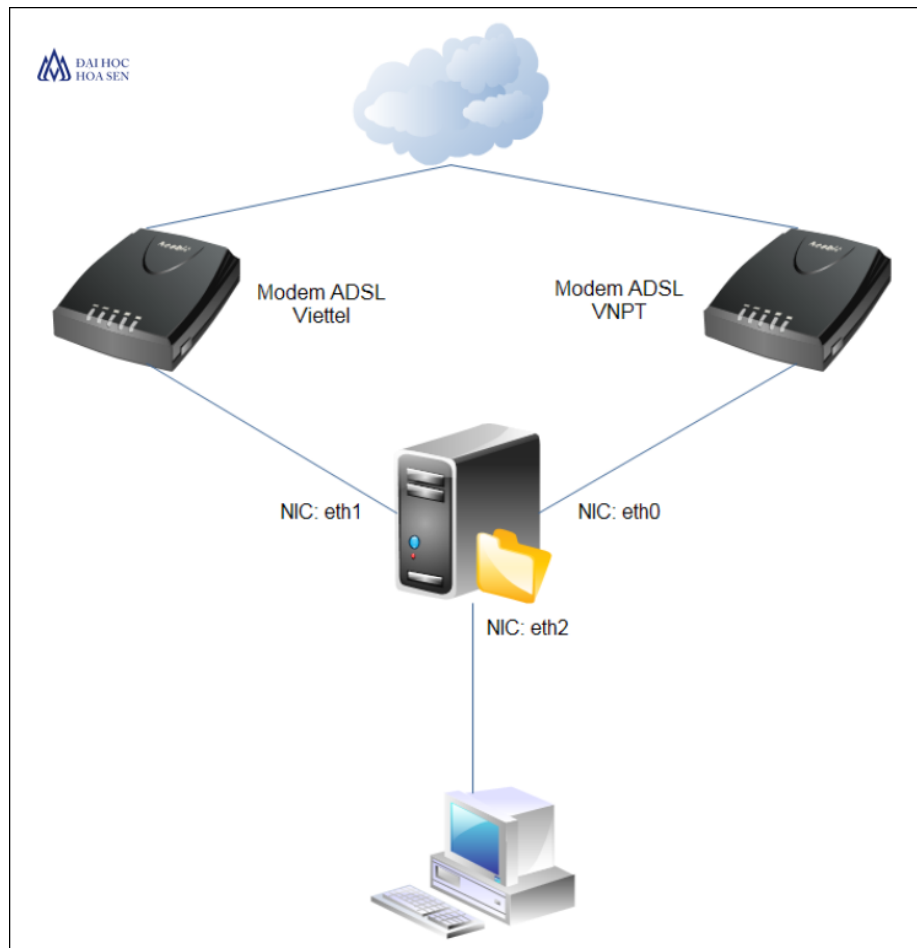 ĐẠI HỌC
HOA SEN
Modem ADSL
Viettel
Modem ADSL
VNPT
NIC: eth1
NIC: eth0
NIC: eth2